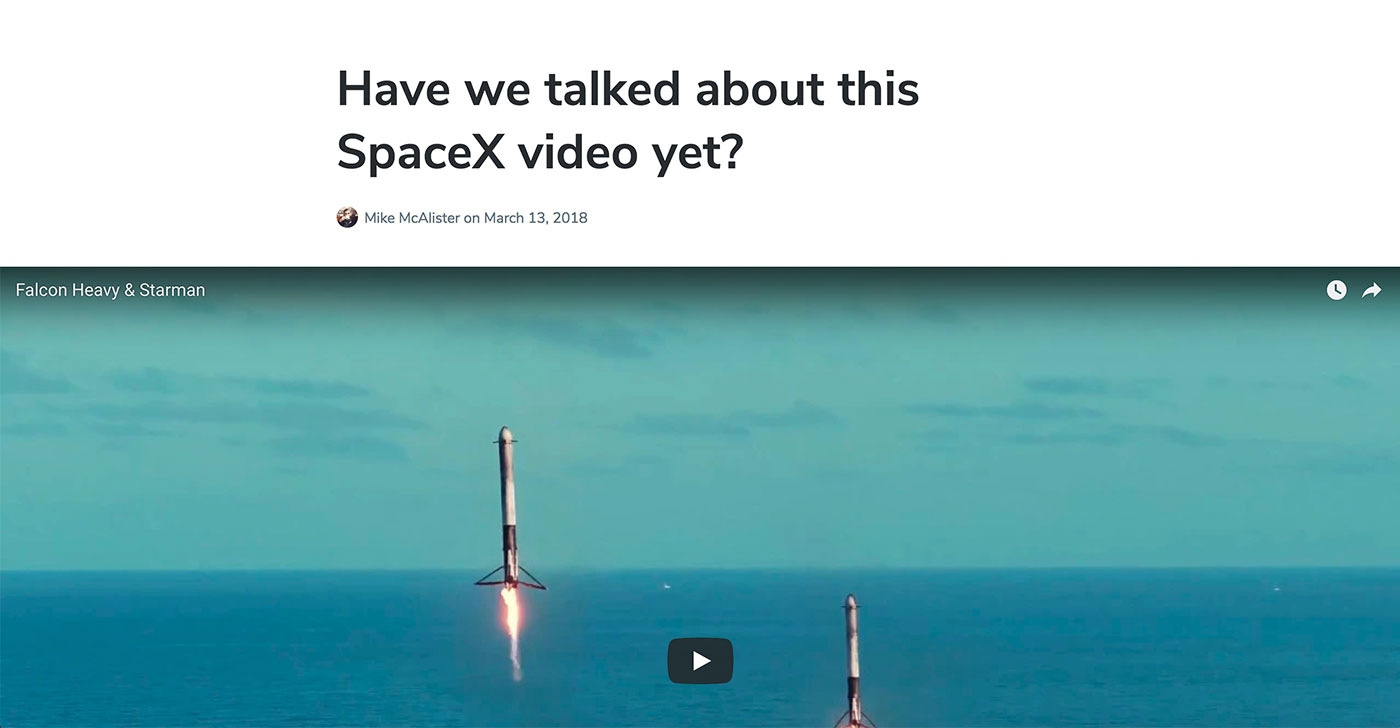 Have we talked about this
SpaceX video yet?
Mike McAlister on March 13, 2018
Falcon Heavy & Starman